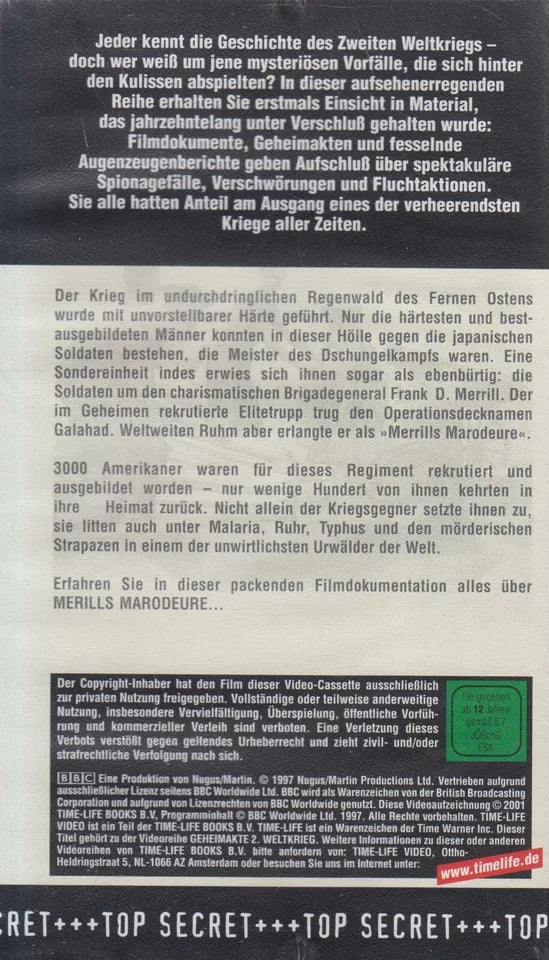 Jeder kennt die Geschichte des Zweiten Weltkriegs –
doch wer weiß um jene mysteriösen Vorfälle, die sich hinter
den Kulissen abspielten? In dieser aufsehenerregenden
Reihe erhalten Sie erstmals Einsicht in Material,
das jahrzehntelang unter Verschluß gehalten wurde:
Filmdokumente, Geheimakten und fesselnde
Augenzeugenberichte geben Aufschluß über spektakuläre
Spionagefälle, Verschwörungen und Fluchtaktionen.
Sie alle hatten Anteil am Ausgang eines der verheerendsten
Kriege aller Zeiten.
Der Krieg im undurchdringlichen Regenwald des Fernen Ostens
wurde mit unvorstellbarer Härte geführt. Nur die härtesten und best-
ausgebildeten Männer konnten in dieser Hölle gegen die japanischen
Soldaten bestehen, die Meister des Dschungelkampfs waren. Eine
Sondereinheit indes erwies sich ihnen sogar als ebenbürtig: die
Soldaten um den charismatischen Brigadegeneral Frank D. Merrill. Der
im Geheimen rekrutierte Elitetrupp trug den Operationsdecknamen
Galahad. Weltweiten Ruhm aber erlangte er als »Merrills Marodeure«.
3000 Amerikaner waren für dieses Regiment rekrutiert und
ausgebildet worden – nur wenige Hundert von ihnen kehrten in
ihre Heimat zurück. Nicht allein der Kriegsgegner setzte ihnen zu,
sie litten auch unter Malaria, Ruhr, Typhus und den mörderischen
Strapazen in einem der unwirtlichsten Urwälder der Welt.
Erfahren Sie in dieser packenden Filmdokumentation alles über
MERILLS MARODEURE...
Der Copyright-Inhaber hat den Film dieser Video-Cassette ausschließlich
zur privaten Nutzung freigegeben. Vollständige oder teilweise anderweitige
Nutzung, insbesondere Vervielfältigung, Überspielung, öffentliche Vorfüh-
rung und kommerzieller Verleih sind verboten. Eine Verletzung dieses
Verbots verstößt gegen geltendes Urheberrecht und zieht zivil- und/oder
strafrechtliche Verfolgung nach sich.
Freigegeben
ab 12 Jahren
gemäß § 7
JÖSchG
FSK
BBC Eine Produktion von Nugus/Martin. © 1997 Nugus/Martin Productions Ltd. Vertrieben aufgrund
ausschließlicher Lizenz seitens BBC Worldwide Ltd. BBC wird als Warenzeichen der British Broadcasting
Corporation und aufgrund von Lizenzrechten von BBC Worldwide genutzt. Diese Videoaufzeichnung © 2001
TIME-LIFE BOOKS B.V., Programminhalt © BBC Worldwide Ltd. 1997. Alle Rechte vorbehalten. TIME-LIFE
VIDEO ist ein Teil der TIME-LIFE BOOKS B.V. TIME-LIFE ist ein Warenzeichen der Time Warner Inc. Dieser
Titel gehört zu der Videoreihe GEHEIMAKTE 2. WELTKRIEG. Weitere Informationen zu dieser oder anderen
Videoreihen von TIME-LIFE BOOKS B.V. bitte anfordern von: TIME-LIFE VIDEO, Ottho-
Heldringstraat 5, NL-1066 AZ Amsterdam oder besuchen Sie uns im Internet unter:
www.timelife.de
CRET+++TOP SECRET+++TOP SECRET+++TOP